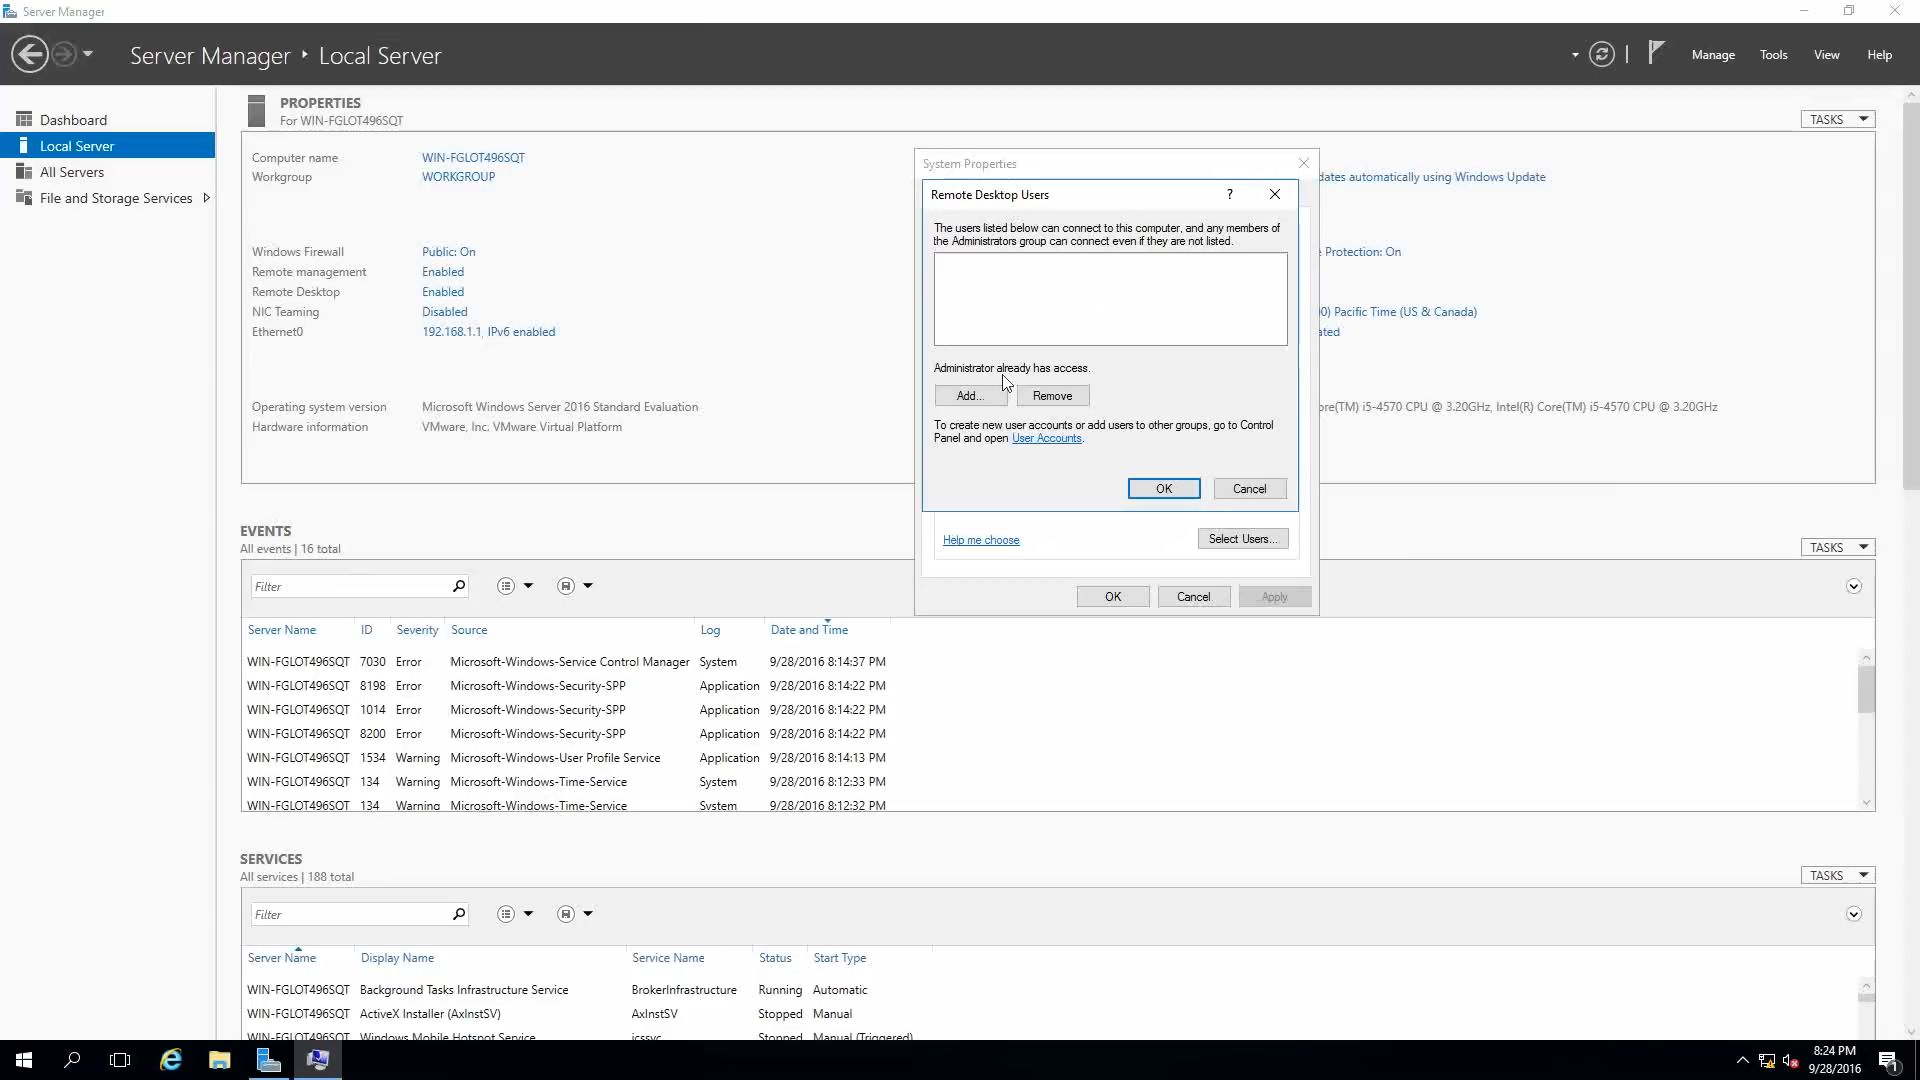 Server Manager
Server Manager ‣ Local Server
Manage Tools View Help
Dashboard
Local Server
All Servers
File and Storage Services
PROPERTIES
For WIN-FGLOT496SQT
TASKS
Computer name WIN-FGLOT496SQT
Workgroup WORKGROUP
dates automatically using Windows Update
Windows Firewall Public: On
Protection: On
Remote management Enabled
Remote Desktop Enabled
NIC Teaming Disabled
0) Pacific Time (US & Canada)
Ethernet0 192.168.1.1, IPv6 enabled
ated
Operating system version Microsoft Windows Server 2016 Standard Evaluation
ore(TM) i5-4570 CPU @ 3.20GHz, Intel(R) Core(TM) i5-4570 CPU @ 3.20GHz
Hardware information VMware, Inc. VMware Virtual Platform
System Properties
Remote Desktop Users ?
The users listed below can connect to this computer, and any members of
the Administrators group can connect even if they are not listed.
Administrator already has access.
Add... Remove
To create new user accounts or add users to other groups, go to Control
Panel and open User Accounts.
OK Cancel
Help me choose Select Users...
OK Cancel Apply
EVENTS
All events | 16 total
TASKS
Filter
Server Name ID Severity Source Log Date and Time
WIN-FGLOT496SQT 7030 Error Microsoft-Windows-Service Control Manager System 9/28/2016 8:14:37 PM
WIN-FGLOT496SQT 8198 Error Microsoft-Windows-Security-SPP Application 9/28/2016 8:14:22 PM
WIN-FGLOT496SQT 1014 Error Microsoft-Windows-Security-SPP Application 9/28/2016 8:14:22 PM
WIN-FGLOT496SQT 8200 Error Microsoft-Windows-Security-SPP Application 9/28/2016 8:14:22 PM
WIN-FGLOT496SQT 1534 Warning Microsoft-Windows-User Profile Service Application 9/28/2016 8:14:13 PM
WIN-FGLOT496SQT 134 Warning Microsoft-Windows-Time-Service System 9/28/2016 8:12:33 PM
WIN-FGLOT496SQT 134 Warning Microsoft-Windows-Time-Service System 9/28/2016 8:12:32 PM
SERVICES
All services | 188 total
TASKS
Filter
Server Name Display Name Service Name Status Start Type
WIN-FGLOT496SQT Background Tasks Infrastructure Service BrokerInfrastructure Running Automatic
WIN-FGLOT496SQT ActiveX Installer (AxInstSV) AxInstSV Stopped Manual
WIN-FGLOT496SQT Windows Mobile Hotspot Service icssvc Stopped Manual (Triggered)
8:24 PM
9/28/2016
1